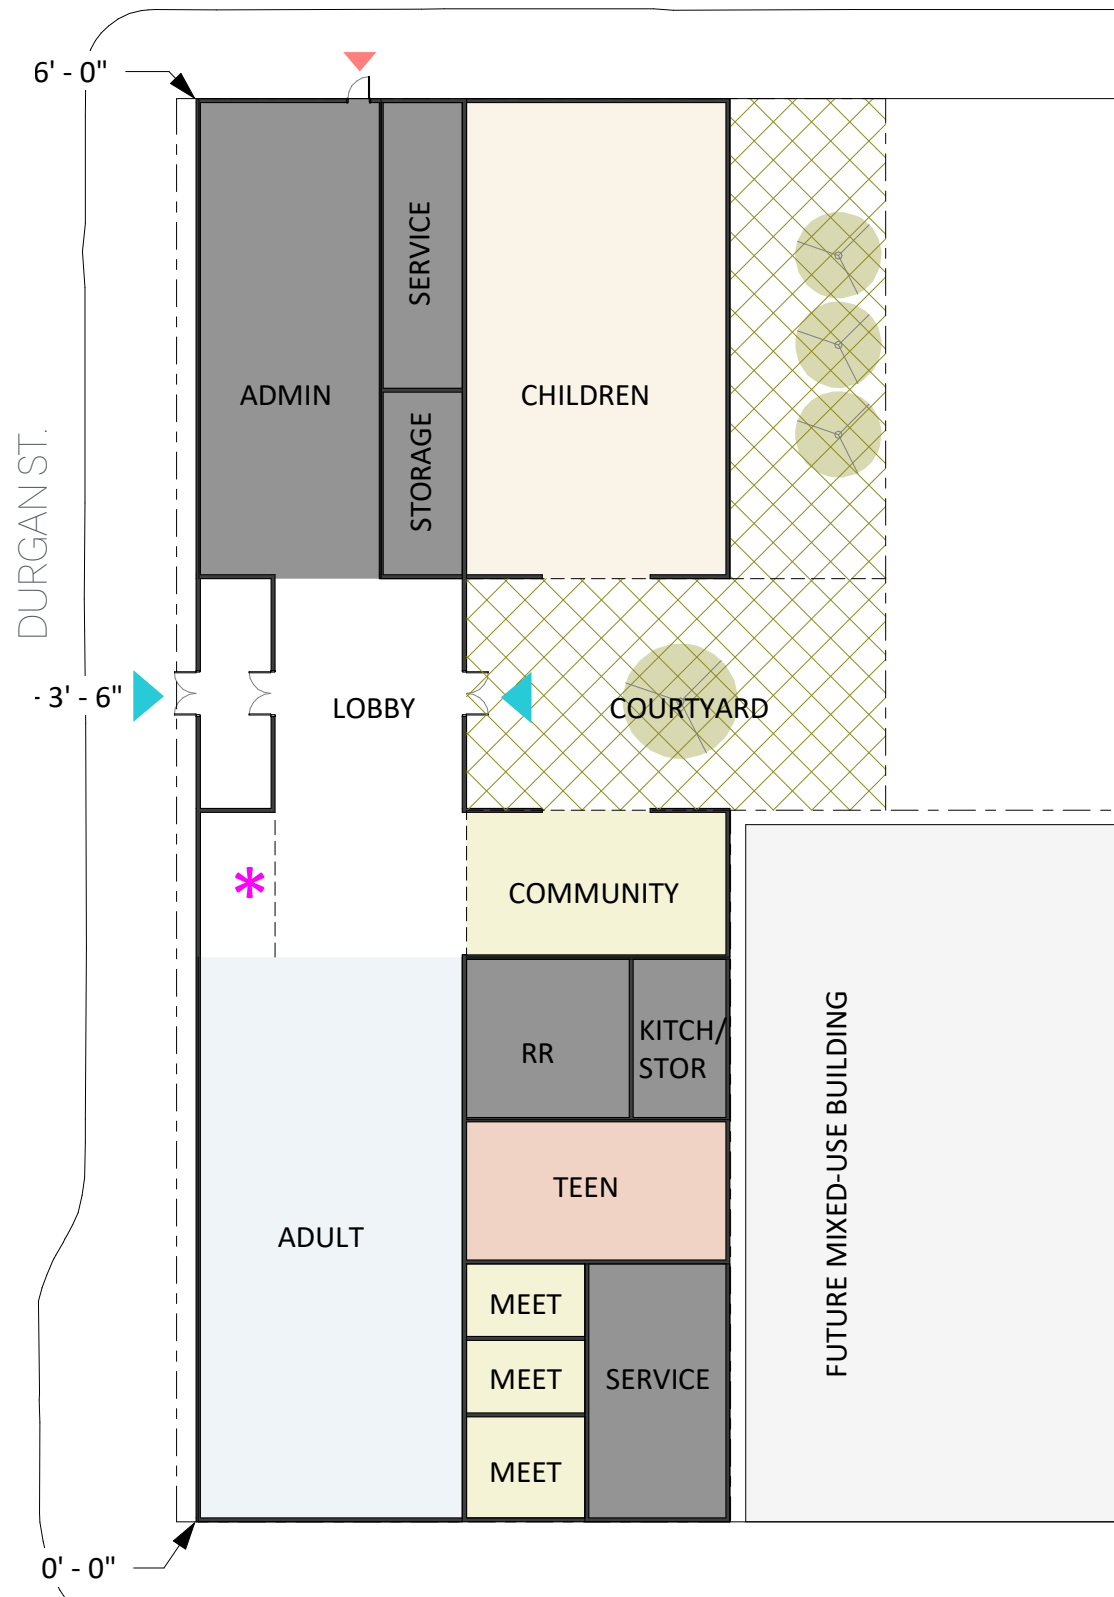 6' - 0"
SERVICE
ADMIN
CHILDREN
STORAGE
DURGAN ST.
- 3' - 6"
LOBBY
COURTYARD
*
COMMUNITY
RR
KITCH/
STOR
TEEN
ADULT
FUTURE MIXED-USE BUILDING
MEET
MEET
SERVICE
MEET
0' - 0"